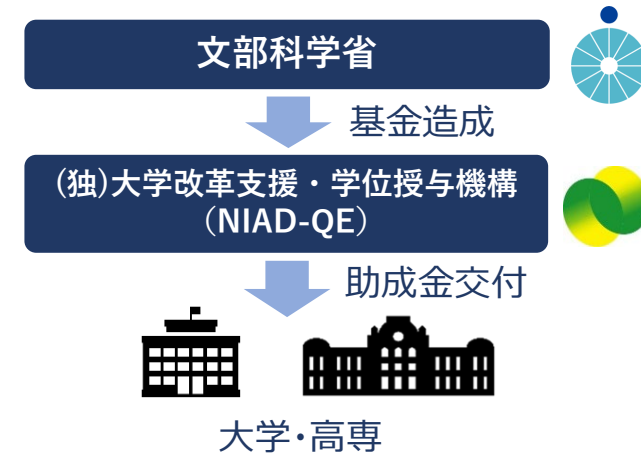 文部科学省
基金造成
(独)大学改革支援・学位授与機構
（NIAD-QE）
助成金交付
大学・高専